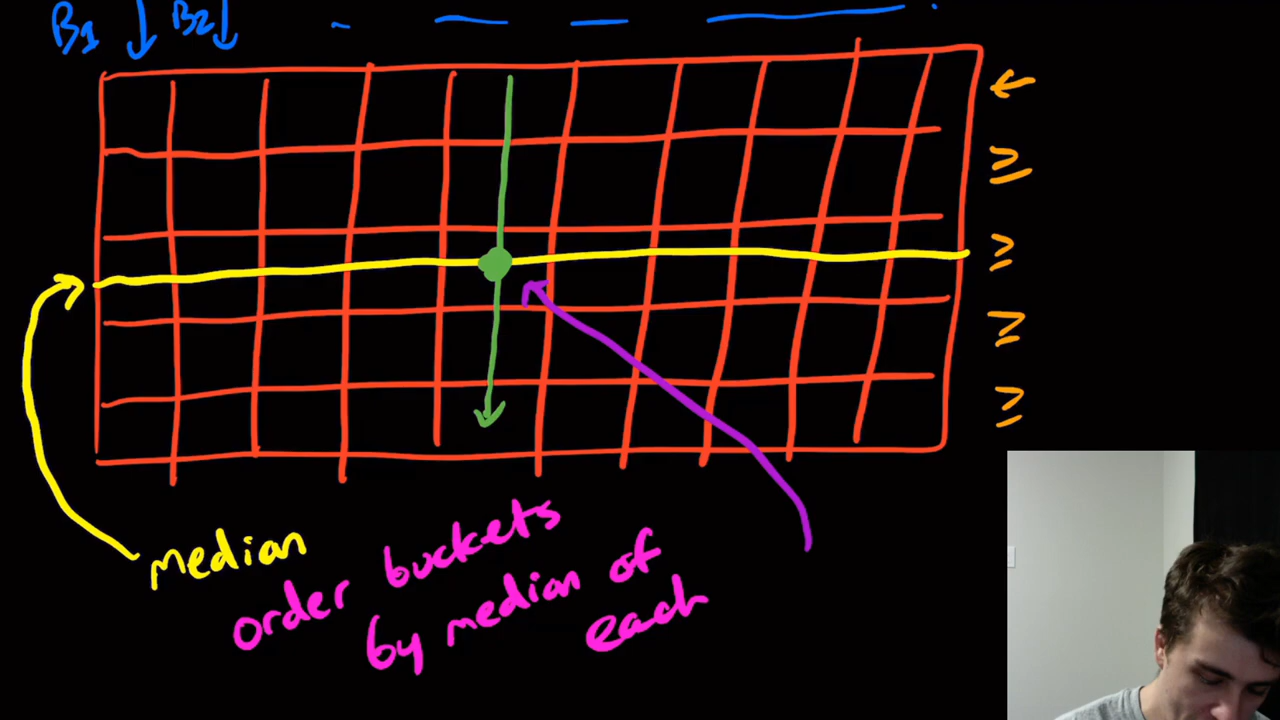 B1 ↓ B2 ↓
←
≥
≥
≥
≥
median
order buckets
by median of
each